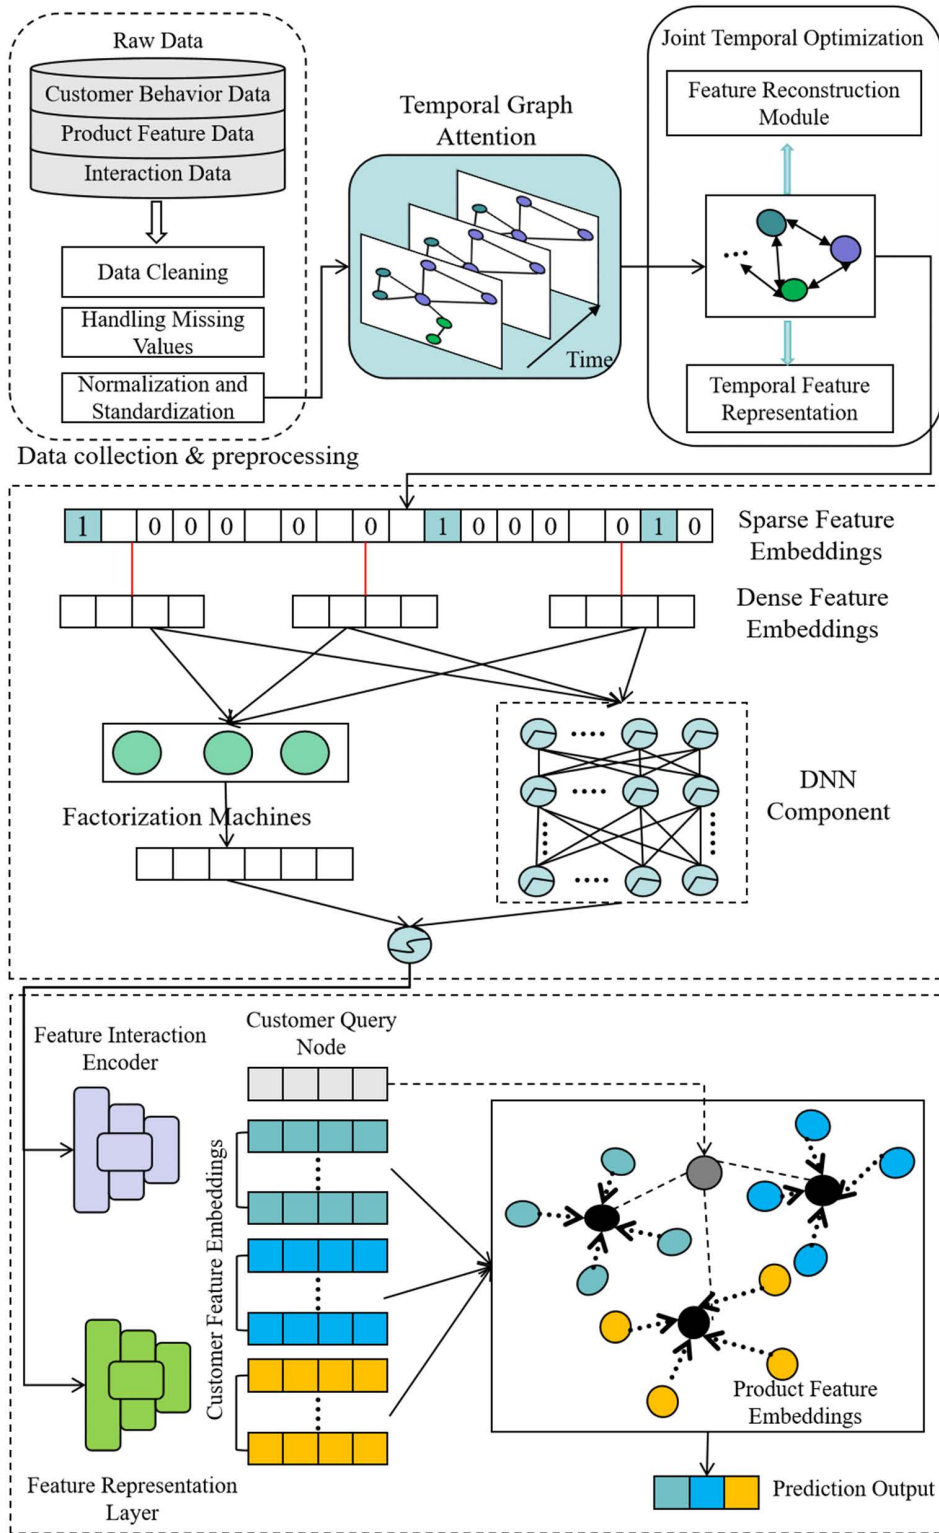 Raw Data
Customer Behavior Data
Product Feature Data
Interaction Data
Data Cleaning
Handling Missing
Values
Normalization and
Standardization
Data collection & preprocessing
Temporal Graph
Attention
Time
Joint Temporal Optimization
Feature Reconstruction
Module
...
Temporal Feature
Representation
1 0 0 0 0 0 1 0 0 0 0 1 0
Sparse Feature
Embeddings
Dense Feature
Embeddings
Factorization Machines
DNN
Component
Feature Interaction
Encoder
Customer Query
Node
Customer Feature Embeddings
Feature Representation
Layer
Product Feature
Embeddings
Prediction Output